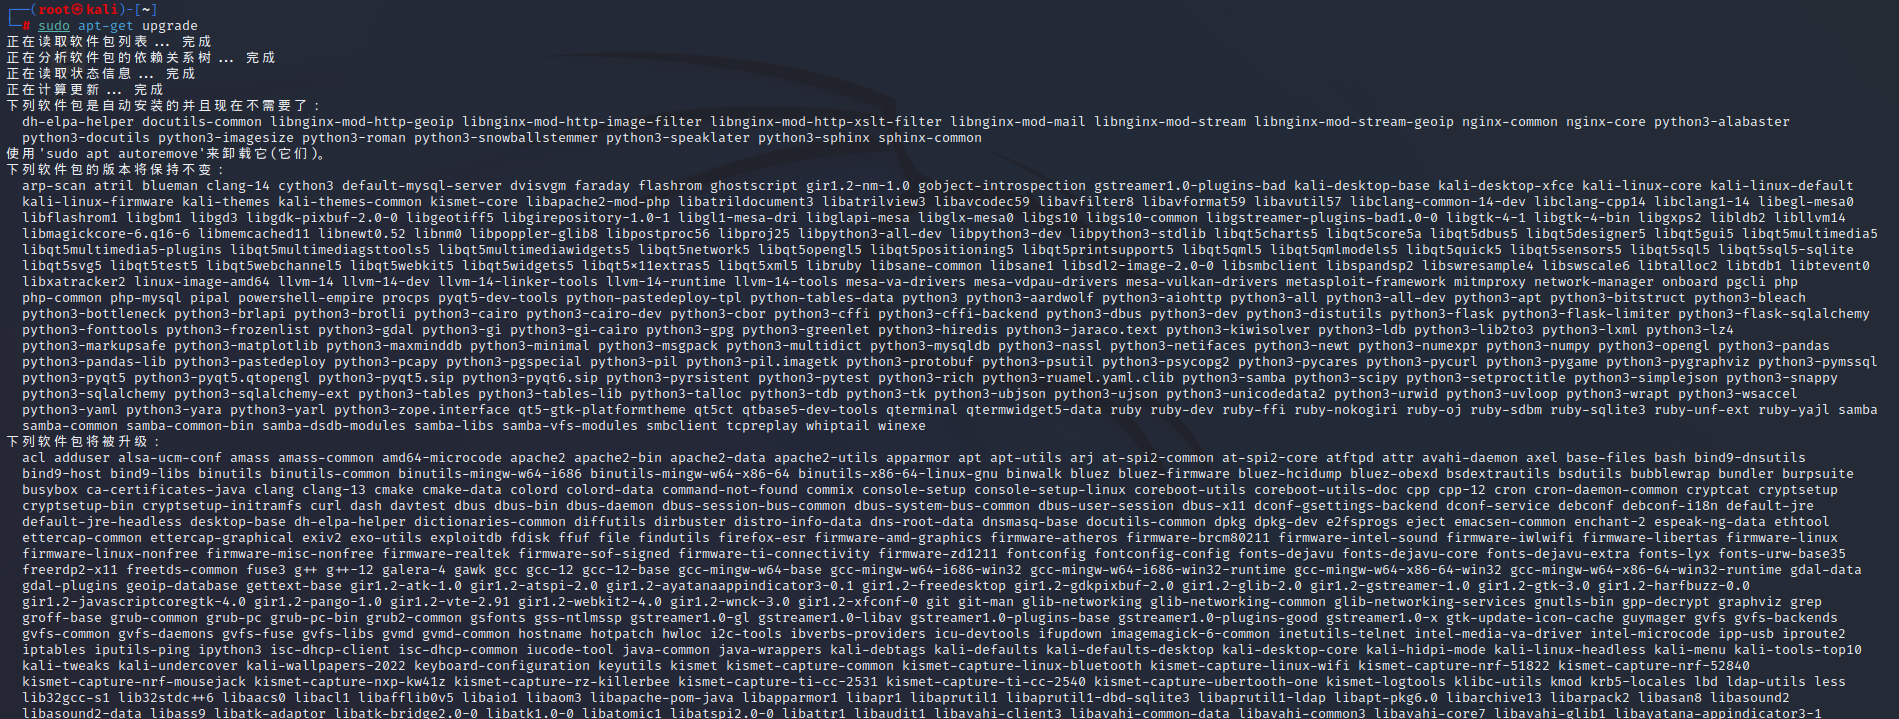 ┌──(root㉿kali)-[~]
└─# sudo apt-get upgrade
正在读取软件包列表... 完成
正在分析软件包的依赖关系树... 完成
正在读取状态信息... 完成
正在计算更新... 完成
下列软件包是自动安装的并且现在不需要了：
dh-elpa-helper docutils-common libnginx-mod-http-geoip libnginx-mod-http-image-filter libnginx-mod-http-xslt-filter libnginx-mod-mail libnginx-mod-stream libnginx-mod-stream-geoip nginx-common nginx-core python3-alabaster
python3-docutils python3-imagesize python3-roman python3-snowballstemmer python3-speaklater python3-sphinx sphinx-common
使用'sudo apt autoremove'来卸载它(它们)。
下列软件包的版本将保持不变：
arp-scan atril blueman clang-14 cython3 default-mysql-server dvisvgm faraday flashrom ghostscript gir1.2-nm-1.0 gobject-introspection gstreamer1.0-plugins-bad kali-desktop-base kali-desktop-xfce kali-linux-core kali-linux-default
kali-linux-firmware kali-themes kali-themes-common kismet-core libapache2-mod-php libatrildocument3 libatrilview3 libavcodec59 libavfilter8 libavformat59 libavutil57 libclang-common-14-dev libclang-cpp14 libclang1-14 libegl-mesa0
libflashrom1 libgbm1 libgd3 libgdk-pixbuf-2.0-0 libgeotiff5 libgirepository-1.0-1 libgl1-mesa-dri libglapi-mesa libglx-mesa0 libgs10 libgs10-common libgstreamer-plugins-bad1.0-0 libgtk-4-1 libgtk-4-bin libgxps2 libldb2 libllvm14
libmagickcore-6.q16-6 libmemcached11 libnewt0.52 libnm0 libpoppler-glib8 libpostproc56 libproj25 libpython3-all-dev libpython3-dev libpython3-stdlib libqt5charts5 libqt5core5a libqt5dbus5 libqt5designer5 libqt5gui5 libqt5multimedia5
libqt5multimedia5-plugins libqt5multimediagsttools5 libqt5multimediawidgets5 libqt5network5 libqt5opengl5 libqt5positioning5 libqt5printsupport5 libqt5qml5 libqt5qmlmodels5 libqt5quick5 libqt5sensors5 libqt5sql5 libqt5sql5-sqlite
libqt5svg5 libqt5test5 libqt5webchannel5 libqt5webkit5 libqt5widgets5 libqt5×11extras5 libqt5xml5 libruby libsane-common libsane1 libsdl2-image-2.0-0 libsmbclient libspandsp2 libswresample4 libswscale6 libtalloc2 libtdb1 libtevent0
libxatracker2 linux-image-amd64 llvm-14 llvm-14-dev llvm-14-linker-tools llvm-14-runtime llvm-14-tools mesa-va-drivers mesa-vdpau-drivers mesa-vulkan-drivers metasploit-framework mitmproxy network-manager onboard pgcli php
php-common php-mysql pipal powershell-empire procps pyqt5-dev-tools python-pastedeploy-tpl python-tables-data python3 python3-aardwolf python3-aiohttp python3-all python3-all-dev python3-apt python3-bitstruct python3-bleach
python3-bottleneck python3-brlapi python3-brotli python3-cairo python3-cairo-dev python3-cbor python3-cffi python3-cffi-backend python3-dbus python3-dev python3-distutils python3-flask python3-flask-limiter python3-flask-sqlalchemy
python3-fonttools python3-frozenlist python3-gdal python3-gi python3-gi-cairo python3-gpg python3-greenlet python3-hiredis python3-jaraco.text python3-kiwisolver python3-ldb python3-lib2to3 python3-lxml python3-lz4
python3-markupsafe python3-matplotlib python3-maxminddb python3-minimal python3-msgpack python3-multidict python3-mysqldb python3-nassl python3-netifaces python3-newt python3-numexpr python3-numpy python3-opengl python3-pandas
python3-pandas-lib python3-pastedeploy python3-pcapy python3-pgspecial python3-pil python3-pil.imagetk python3-protobuf python3-psutil python3-psycopg2 python3-pycares python3-pycurl python3-pygame python3-pygraphviz python3-pymssql
python3-pyqt5 python3-pyqt5.qtopengl python3-pyqt5.sip python3-pyqt6.sip python3-pyrsistent python3-pytest python3-rich python3-ruamel.yaml.clib python3-samba python3-scipy python3-setproctitle python3-simplejson python3-snappy
python3-sqlalchemy python3-sqlalchemy-ext python3-tables python3-tables-lib python3-talloc python3-tdb python3-tk python3-ubjson python3-ujson python3-unicodedata2 python3-urwid python3-uvloop python3-wrapt python3-wsaccel
python3-yaml python3-yara python3-yarl python3-zope.interface qt5-gtk-platformtheme qt5ct qtbase5-dev-tools qterminal qtermwidget5-data ruby ruby-dev ruby-ffi ruby-nokogiri ruby-oj ruby-sdbm ruby-sqlite3 ruby-unf-ext ruby-yajl samba
samba-common samba-common-bin samba-dsdb-modules samba-libs samba-vfs-modules smbclient tcpreplay whiptail winexe
下列软件包将被升级：
acl adduser alsa-ucm-conf amass amass-common amd64-microcode apache2 apache2-bin apache2-data apache2-utils apparmor apt apt-utils arj at-spi2-common at-spi2-core atftpd attr avahi-daemon axel base-files bash bind9-dnsutils
bind9-host bind9-libs binutils binutils-common binutils-mingw-w64-i686 binutils-mingw-w64-x86-64 binutils-x86-64-linux-gnu binwalk bluez bluez-firmware bluez-hcidump bluez-obexd bsdextrautils bsdutils bubblewrap bundler burpsuite
busybox ca-certificates-java clang clang-13 cmake cmake-data colord colord-data command-not-found commix console-setup console-setup-linux coreboot-utils coreboot-utils-doc cpp cpp-12 cron cron-daemon-common cryptcat cryptsetup
cryptsetup-bin cryptsetup-initramfs curl dash davtest dbus dbus-bin dbus-daemon dbus-session-bus-common dbus-system-bus-common dbus-user-session dbus-x11 dconf-gsettings-backend dconf-service debconf debconf-i18n default-jre
default-jre-headless desktop-base dh-elpa-helper dictionaries-common diffutils dirbuster distro-info-data dns-root-data dnsmasq-base docutils-common dpkg dpkg-dev e2fsprogs eject emacsen-common enchant-2 espeak-ng-data ethtool
ettercap-common ettercap-graphical exiv2 exo-utils exploitdb fdisk ffuf file findutils firefox-esr firmware-amd-graphics firmware-atheros firmware-brcm80211 firmware-intel-sound firmware-iwlwifi firmware-libertas firmware-linux
firmware-linux-nonfree firmware-misc-nonfree firmware-realtek firmware-sof-signed firmware-ti-connectivity firmware-zd1211 fontconfig fontconfig-config fonts-dejavu fonts-dejavu-core fonts-dejavu-extra fonts-lyx fonts-urw-base35
freerdp2-x11 freetds-common fuse3 g++ g++-12 galera-4 gawk gcc gcc-12 gcc-12-base gcc-mingw-w64-base gcc-mingw-w64-i686-win32 gcc-mingw-w64-i686-win32-runtime gcc-mingw-w64-x86-64-win32 gcc-mingw-w64-x86-64-win32-runtime gdal-data
gdal-plugins geoip-database gettext-base gir1.2-atk-1.0 gir1.2-atspi-2.0 gir1.2-ayatanaappindicator3-0.1 gir1.2-freedesktop gir1.2-gdkpixbuf-2.0 gir1.2-glib-2.0 gir1.2-gstreamer-1.0 gir1.2-gtk-3.0 gir1.2-harfbuzz-0.0
gir1.2-javascriptcoregtk-4.0 gir1.2-pango-1.0 gir1.2-vte-2.91 gir1.2-webkit2-4.0 gir1.2-wnck-3.0 gir1.2-xfconf-0 git git-man glib-networking glib-networking-common glib-networking-services gnutls-bin gpp-decrypt graphviz grep
groff-base grub-common grub-pc grub-pc-bin grub2-common gsfonts gss-ntlmssp gstreamer1.0-gl gstreamer1.0-libav gstreamer1.0-plugins-base gstreamer1.0-plugins-good gstreamer1.0-x gtk-update-icon-cache guymager gvfs gvfs-backends
gvfs-common gvfs-daemons gvfs-fuse gvfs-libs gvmd gvmd-common hostname hotpatch hwloc i2c-tools ibverbs-providers icu-devtools ifupdown imagemagick-6-common inetutils-telnet intel-media-va-driver intel-microcode ipp-usb iproute2
iptables iputils-ping ipython3 isc-dhcp-client isc-dhcp-common iucode-tool java-common java-wrappers kali-debtags kali-defaults kali-defaults-desktop kali-desktop-core kali-hidpi-mode kali-linux-headless kali-menu kali-tools-top10
kali-tweaks kali-undercover kali-wallpapers-2022 keyboard-configuration keyutils kismet kismet-capture-common kismet-capture-linux-bluetooth kismet-capture-linux-wifi kismet-capture-nrf-51822 kismet-capture-nrf-52840
kismet-capture-nrf-mousejack kismet-capture-nxp-kw41z kismet-capture-rz-killerbee kismet-capture-ti-cc-2531 kismet-capture-ti-cc-2540 kismet-capture-ubertooth-one kismet-logtools klibc-utils kmod krb5-locales lbd ldap-utils less
lib32gcc-s1 lib32stdc++6 libaacs0 libacl1 libafflib0v5 libaio1 libaom3 libapache-pom-java libapparmor1 libapr1 libaprutil1 libaprutil1-dbd-sqlite3 libaprutil1-ldap libapt-pkg6.0 libarchive13 libarpack2 libasan8 libasound2
libasound2-data libass9 libatk-adaptor libatk-bridge2.0-0 libatk1.0-0 libatomic1 libatspi2.0-0 libattr1 libaudit1 libavahi-client3 libavahi-common-data libavahi-common3 libavahi-core7 libavahi-glib1 libayatana-appindicator3-1